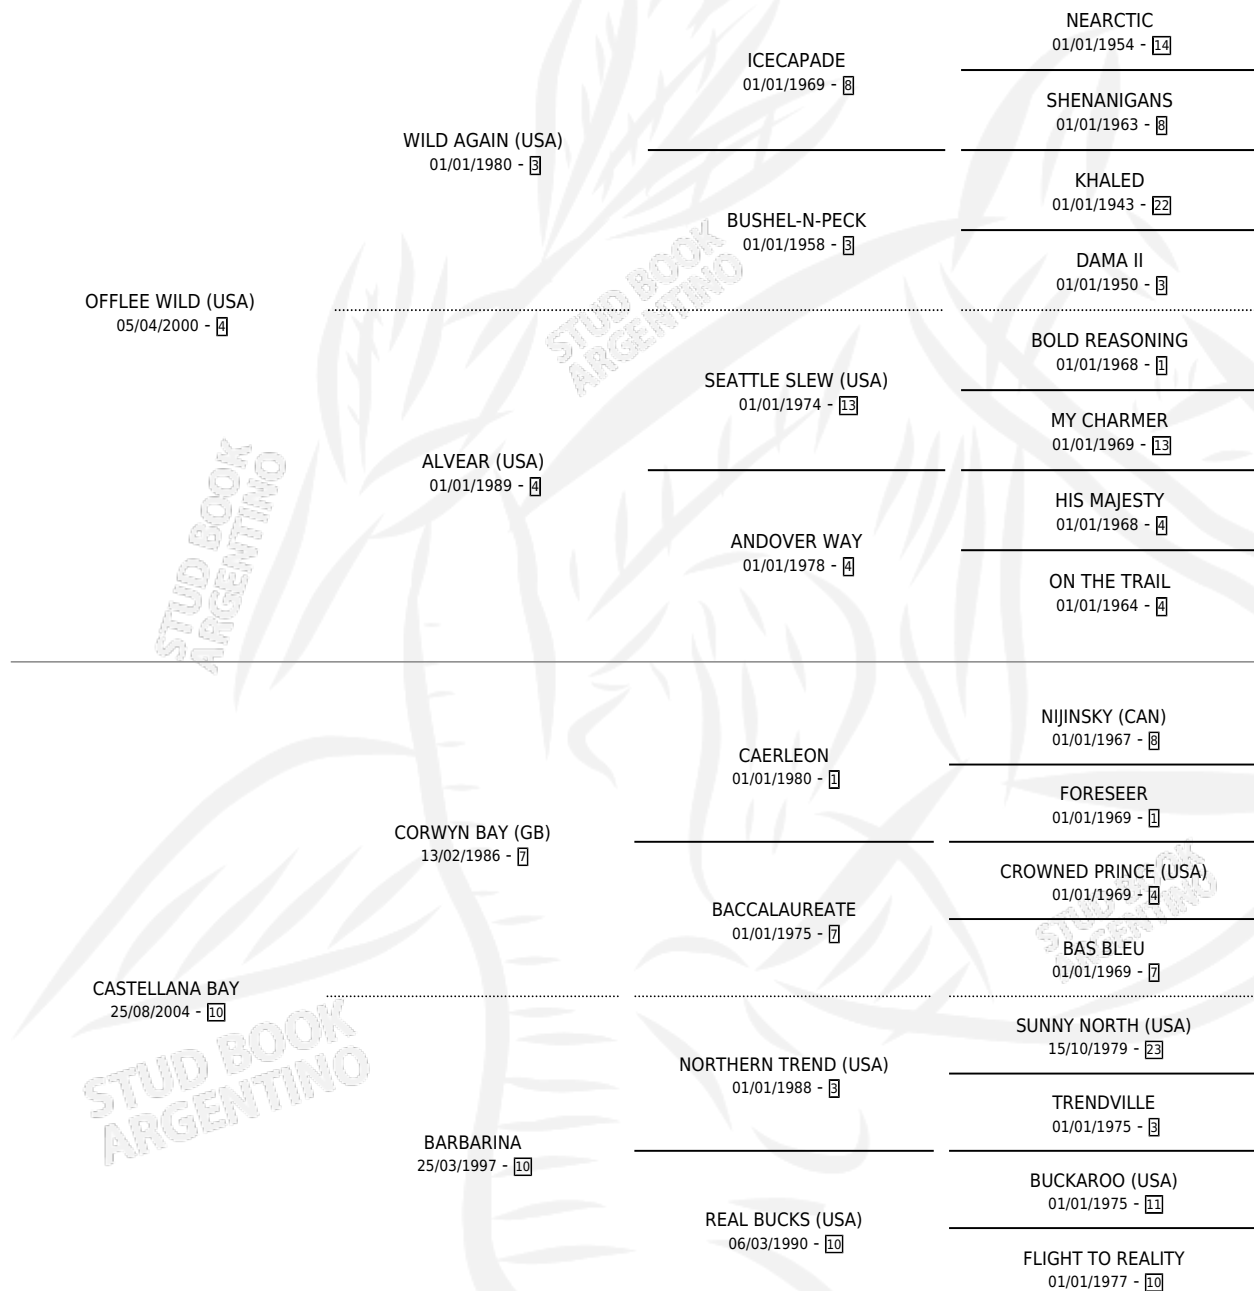 NEARCTIC
01/01/1954 - 14
ICECAPADE
01/01/1969 - 8
SHENANIGANS
01/01/1963 - 8
WILD AGAIN (USA)
01/01/1980 - 3
KHALED
01/01/1943 - 22
BUSHEL-N-PECK
01/01/1958 - 3
DAMA II
01/01/1950 - 3
OFFLEE WILD (USA)
05/04/2000 - 4
BOLD REASONING
01/01/1968 - 1
SEATTLE SLEW (USA)
01/01/1974 - 13
MY CHARMER
01/01/1969 - 13
ALVEAR (USA)
01/01/1989 - 4
HIS MAJESTY
01/01/1968 - 4
ANDOVER WAY
01/01/1978 - 4
ON THE TRAIL
01/01/1964 - 4
NIJINSKY (CAN)
01/01/1967 - 8
CAERLEON
01/01/1980 - 1
FORESEER
01/01/1969 - 1
CORWYN BAY (GB)
13/02/1986 - 7
CROWNED PRINCE (USA)
01/01/1969 - 4
BACCALAUREATE
01/01/1975 - 7
BAS BLEU
01/01/1969 - 7
CASTELLANA BAY
25/08/2004 - 10
SUNNY NORTH (USA)
15/10/1979 - 23
NORTHERN TREND (USA)
01/01/1988 - 3
TRENDVILLE
01/01/1975 - 3
BARBARINA
25/03/1997 - 10
BUCKAROO (USA)
01/01/1975 - 11
REAL BUCKS (USA)
06/03/1990 - 10
FLIGHT TO REALITY
01/01/1977 - 10
STUD BOOK
ARGENTINO
STUD BOOK
ARGENTINO
STUD BOOK
ARGENTINO
STUD BOOK
ARGENTINO